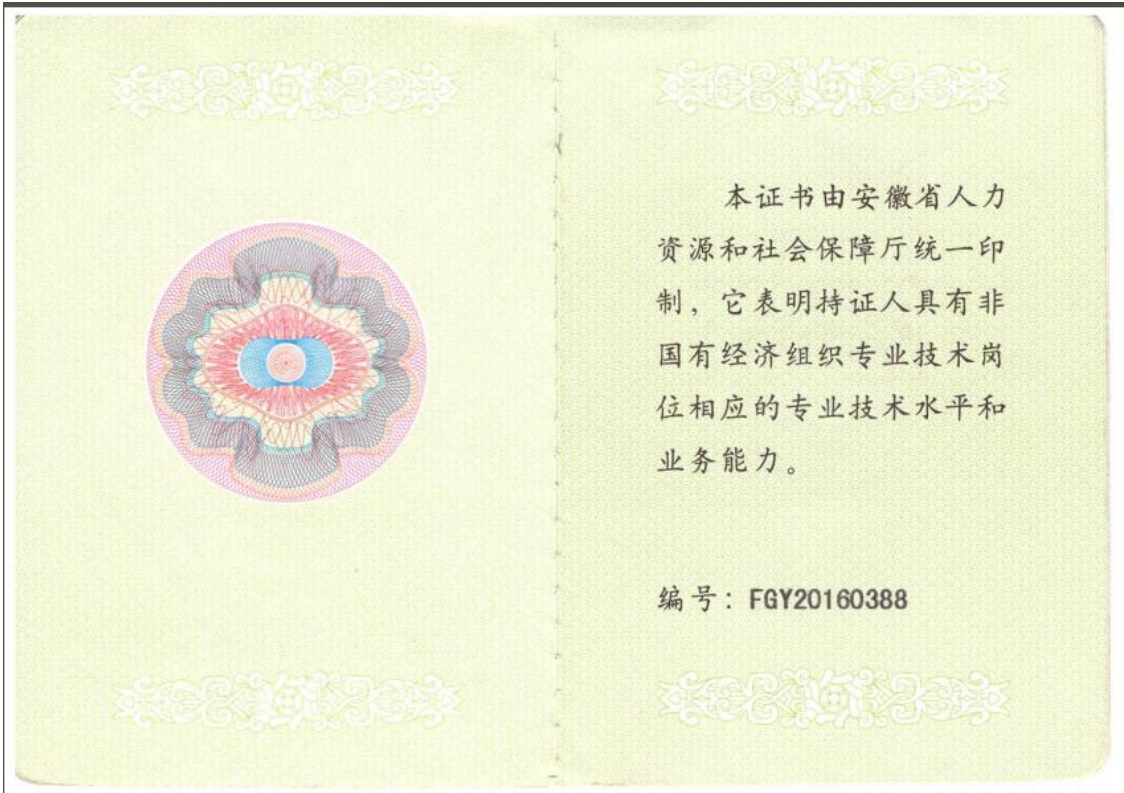 本证书由安徽省人力
资源和社会保障厅统一印
制，它表明持证人具有非
国有经济组织专业技术岗
位相应的专业技术水平和
业务能力。
编号：FGY20160388